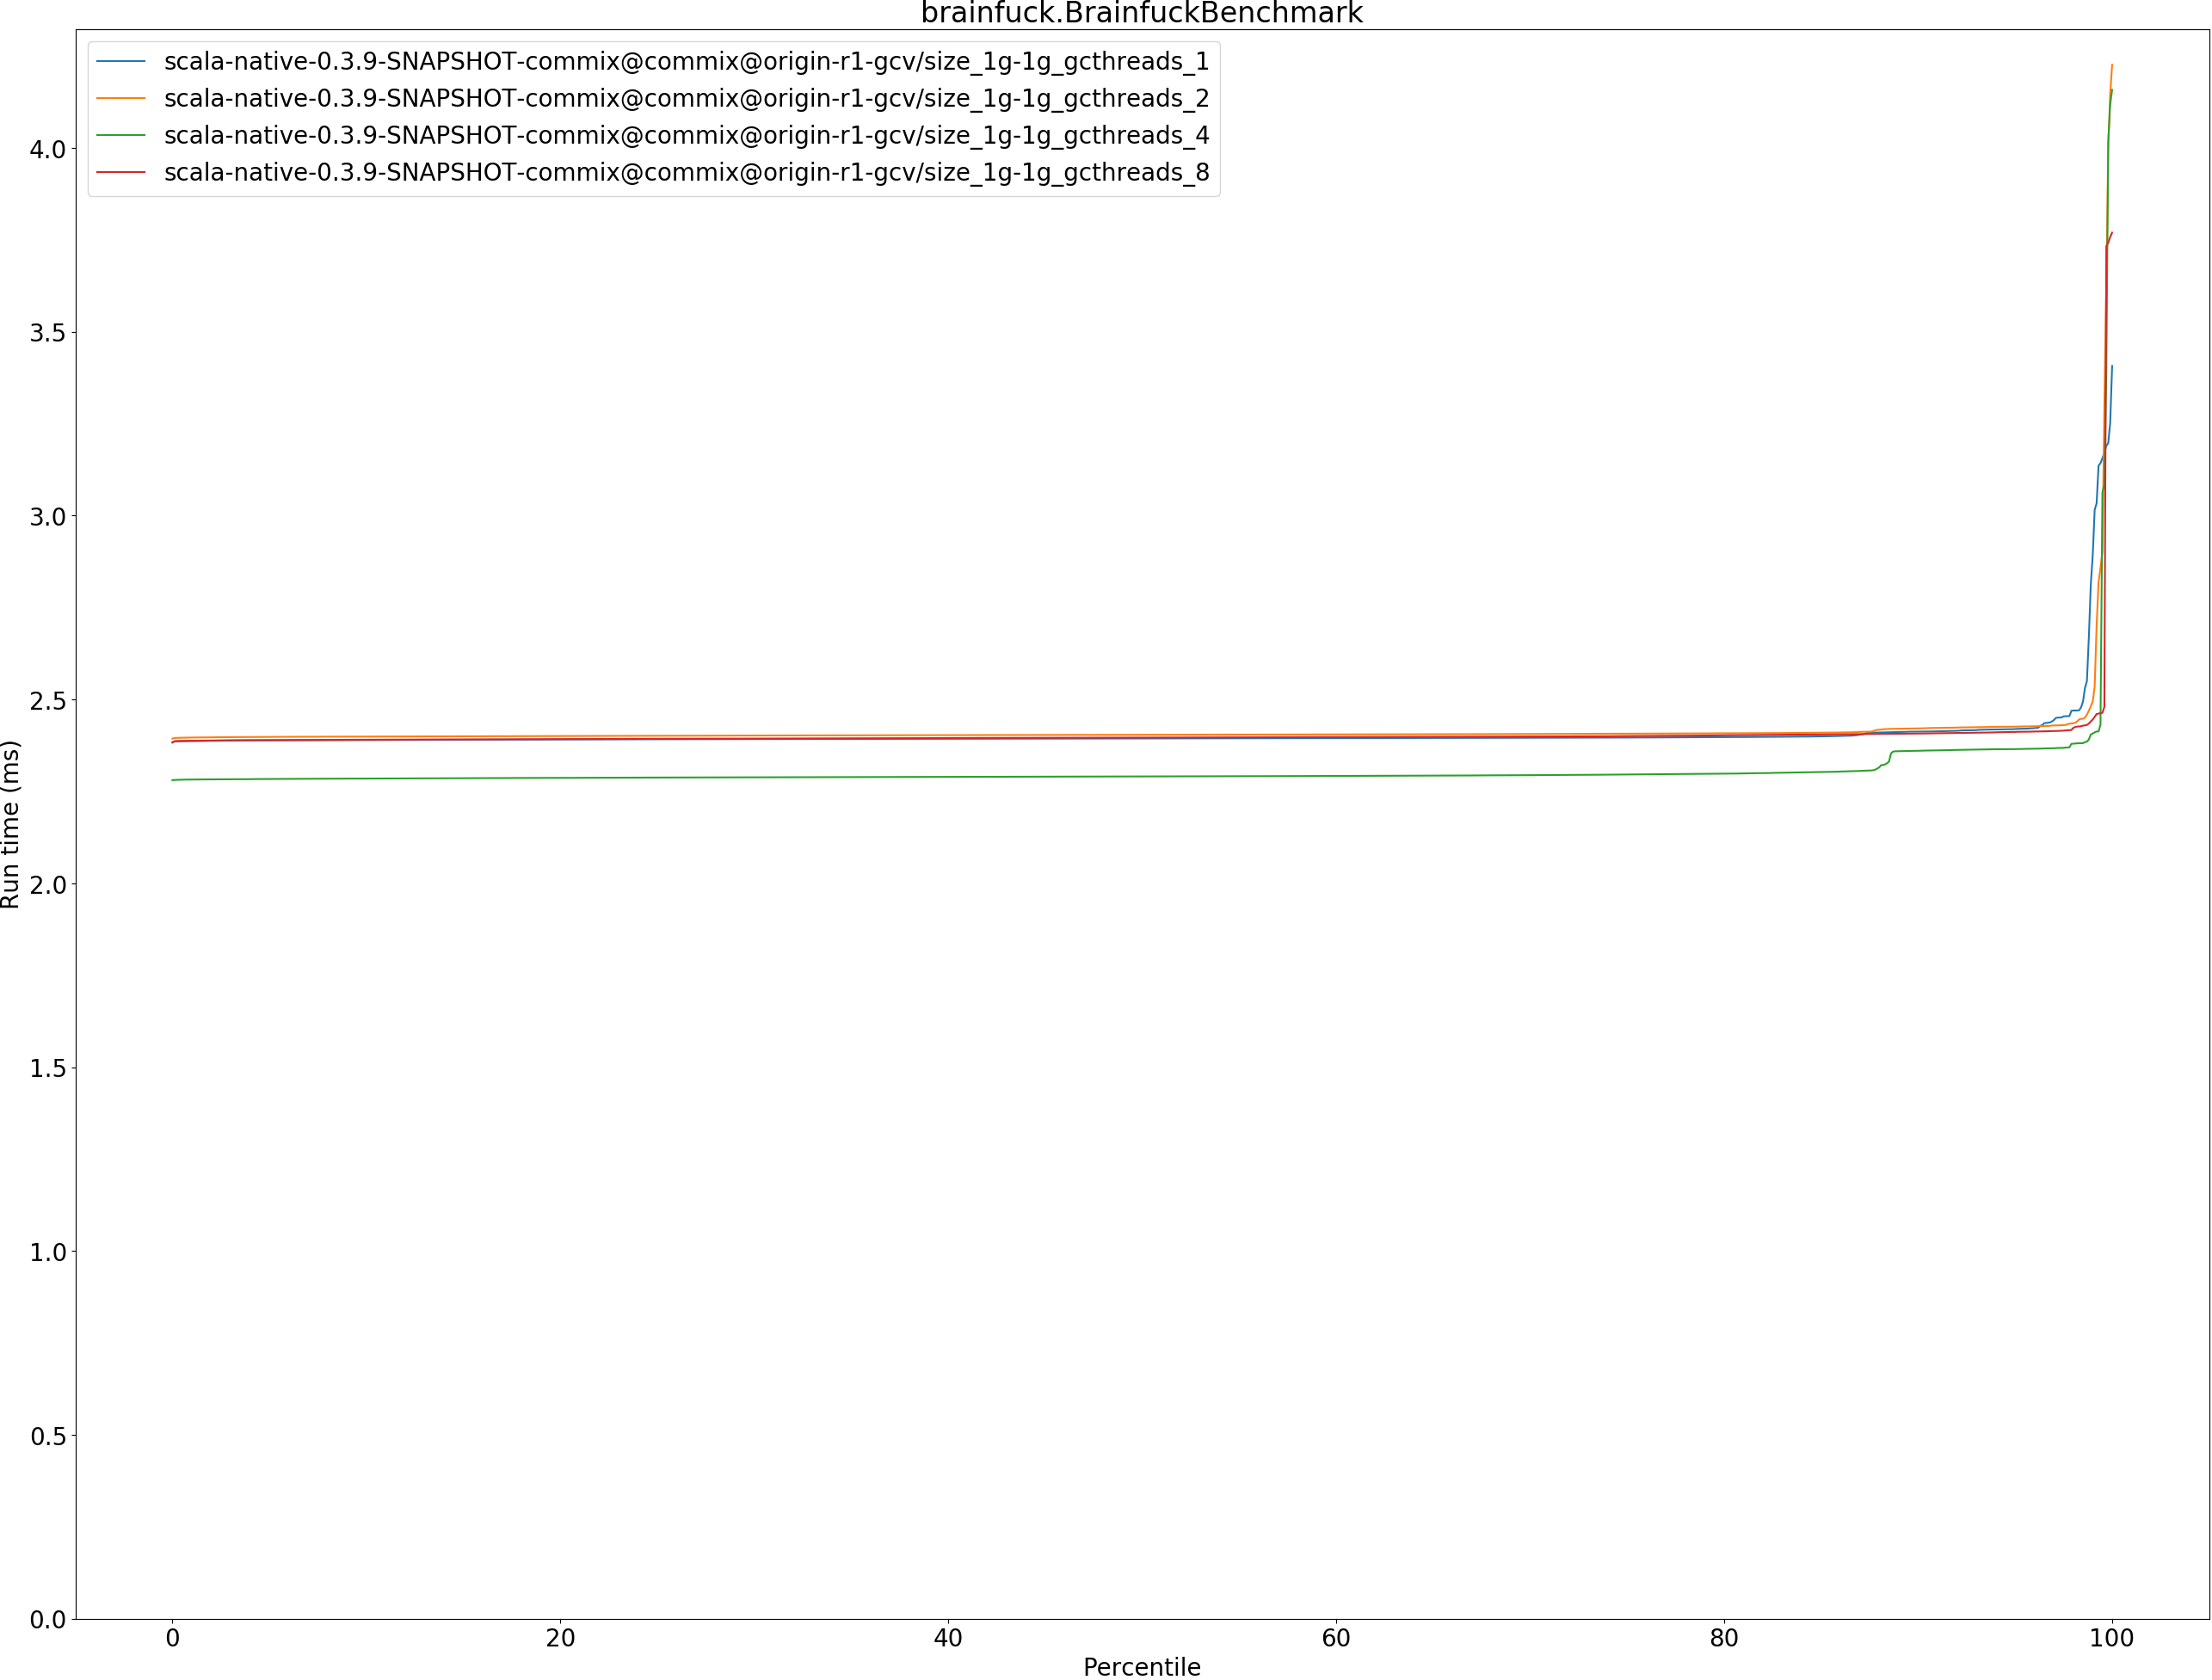 brainfuck.BrainfuckBenchmark
scala-native-0.3.9-SNAPSHOT-commix@commix@origin-r1-gcv/size_1g-1g_gcthreads_1
scala-native-0.3.9-SNAPSHOT-commix@commix@origin-r1-gcv/size_1g-1g_gcthreads_2
scala-native-0.3.9-SNAPSHOT-commix@commix@origin-r1-gcv/size_1g-1g_gcthreads_4
scala-native-0.3.9-SNAPSHOT-commix@commix@origin-r1-gcv/size_1g-1g_gcthreads_8
4.0
3.5
3.0
2.5
2.0
1.5
1.0
0.5
0.0
Run time (ms)
0 20 40 60 80 100
Percentile